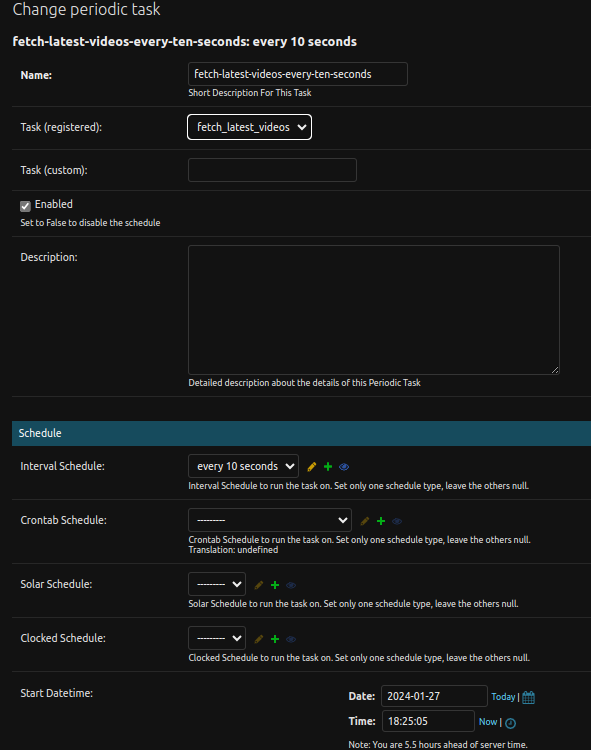 Change periodic task
fetch-latest-videos-every-ten-seconds: every 10 seconds
Name: fetch-latest-videos-every-ten-seconds
Short Description For This Task
Task (registered): fetch_latest_videos
Task (custom):
Enabled
Set to False to disable the schedule
Description:
Detailed description about the details of this Periodic Task
Schedule
Interval Schedule: every 10 seconds
Interval Schedule to run the task on. Set only one schedule type, leave the others null.
Crontab Schedule: ---------
Crontab Schedule to run the task on. Set only one schedule type, leave the others null.
Translation: undefined
Solar Schedule: ---------
Solar Schedule to run the task on. Set only one schedule type, leave the others null.
Clocked Schedule: ---------
Clocked Schedule to run the task on. Set only one schedule type, leave the others null.
Start Datetime: Date: 2024-01-27 Today |
Time: 18:25:05 Now |
Note: You are 5.5 hours ahead of server time.